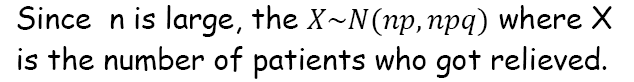 Since n is large, the X~N(np, npq) where X
is the number of patients who got relieved.